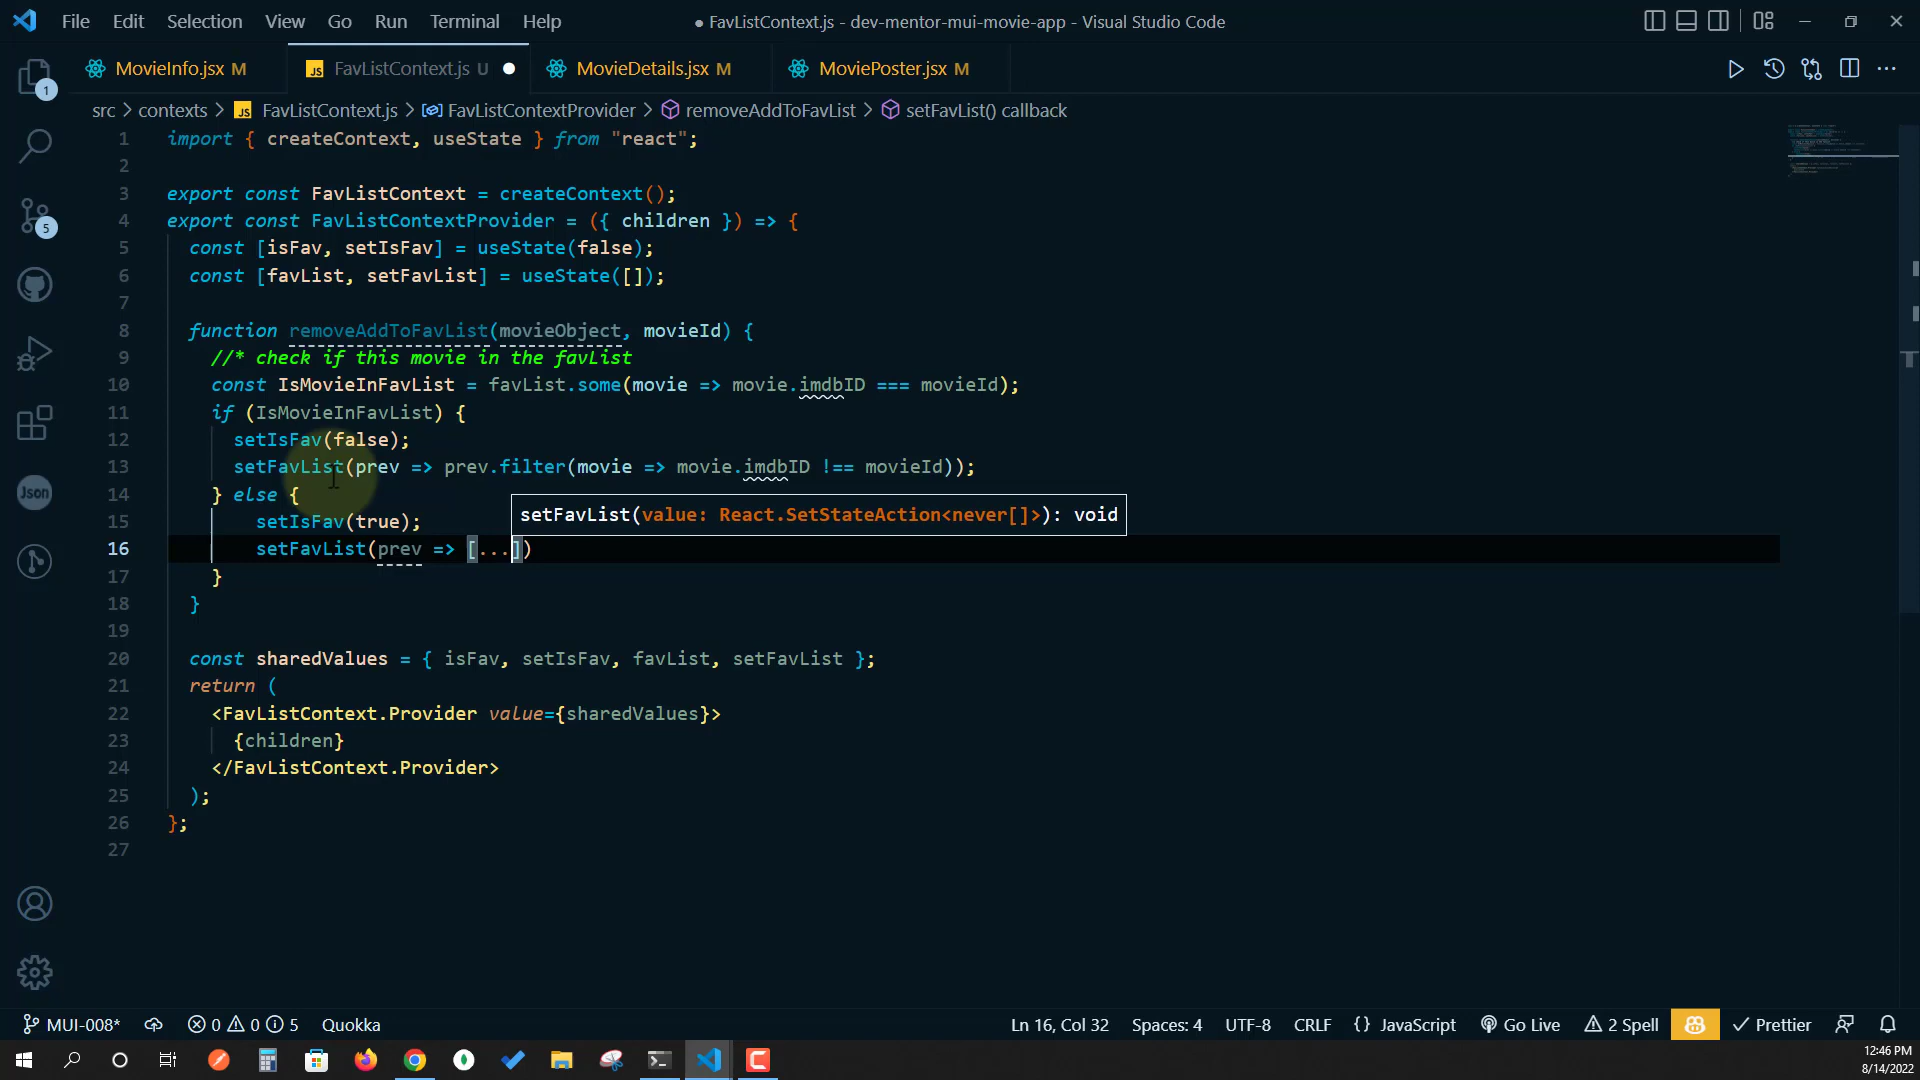 File Edit Selection View Go Run Terminal Help
● FavListContext.js - dev-mentor-mui-movie-app - Visual Studio Code
MovieInfo.jsx M
FavListContext.js U
MovieDetails.jsx M
MoviePoster.jsx M
src > contexts > JS FavListContext.js > FavListContextProvider > removeAddToFavList > setFavList() callback
1 import { createContext, useState } from "react";
2
3 export const FavListContext = createContext();
4 export const FavListContextProvider = ({ children }) => {
5 const [isFav, setIsFav] = useState(false);
6 const [favList, setFavList] = useState([]);
7
8 function removeAddToFavList(movieObject, movieId) {
9 //* check if this movie in the favList
10 const IsMovieInFavList = favList.some(movie => movie.imdbID === movieId);
11 if (IsMovieInFavList) {
12 setIsFav(false);
13 setFavList(prev => prev.filter(movie => movie.imdbID !== movieId));
14 } else {
15 setIsFav(true);
setFavList(value: React.SetStateAction<never[]>): void
16 setFavList(prev => [...])
17 }
18 }
19
20 const sharedValues = { isFav, setIsFav, favList, setFavList };
21 return (
22 <FavListContext.Provider value={sharedValues}>
23 {children}
24 </FavListContext.Provider>
25 );
26 };
27
1
5
Json
MUI-008* 0 0 5 Quokka
Ln 16, Col 32 Spaces: 4 UTF-8 CRLF {} JavaScript Go Live 2 Spell Prettier
12:46 PM
8/14/2022